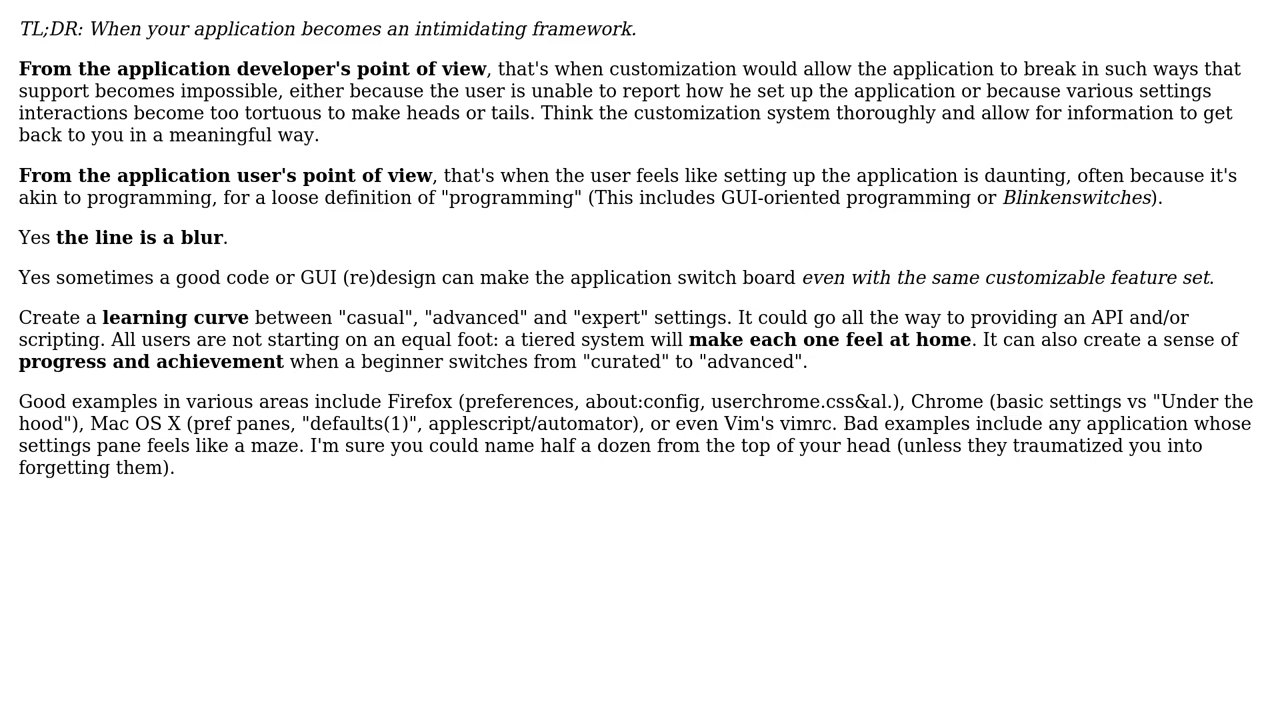 TL;DR: When your application becomes an intimidating framework.
From the application developer's point of view, that's when customization would allow the application to break in such ways that
support becomes impossible, either because the user is unable to report how he set up the application or because various settings
interactions become too tortuous to make heads or tails. Think the customization system thoroughly and allow for information to get
back to you in a meaningful way.
From the application user's point of view, that's when the user feels like setting up the application is daunting, often because it's
akin to programming, for a loose definition of "programming" (This includes GUI-oriented programming or Blinkenswitches).
Yes the line is a blur.
Yes sometimes a good code or GUI (re)design can make the application switch board even with the same customizable feature set.
Create a learning curve between "casual", "advanced" and "expert" settings. It could go all the way to providing an API and/or
scripting. All users are not starting on an equal foot: a tiered system will make each one feel at home. It can also create a sense of
progress and achievement when a beginner switches from "curated" to "advanced".
Good examples in various areas include Firefox (preferences, about:config, userchrome.css&al.), Chrome (basic settings vs "Under the
hood"), Mac OS X (pref panes, "defaults(1)", applescript/automator), or even Vim's vimrc. Bad examples include any application whose
settings pane feels like a maze. I'm sure you could name half a dozen from the top of your head (unless they traumatized you into
forgetting them).